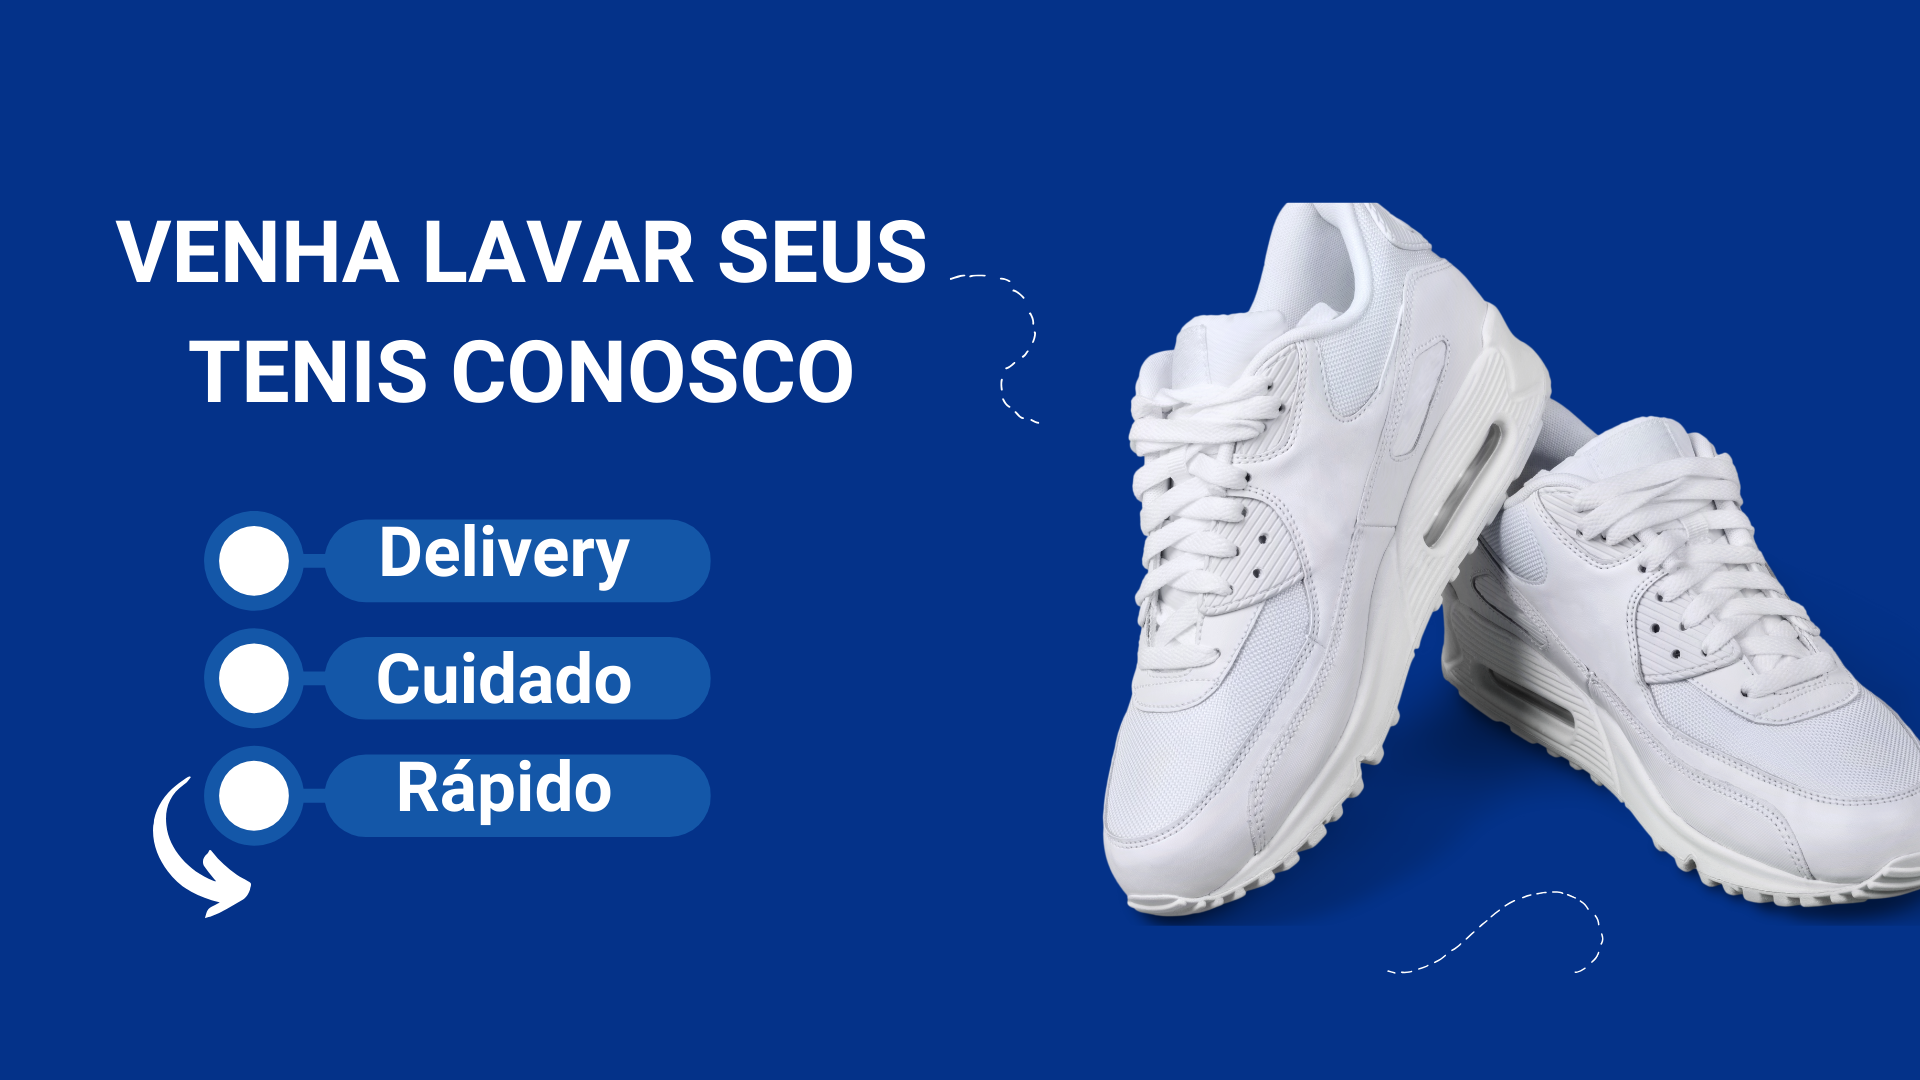 VENHA LAVAR SEUS
TENIS CONOSCO
Delivery
Cuidado
Rápido